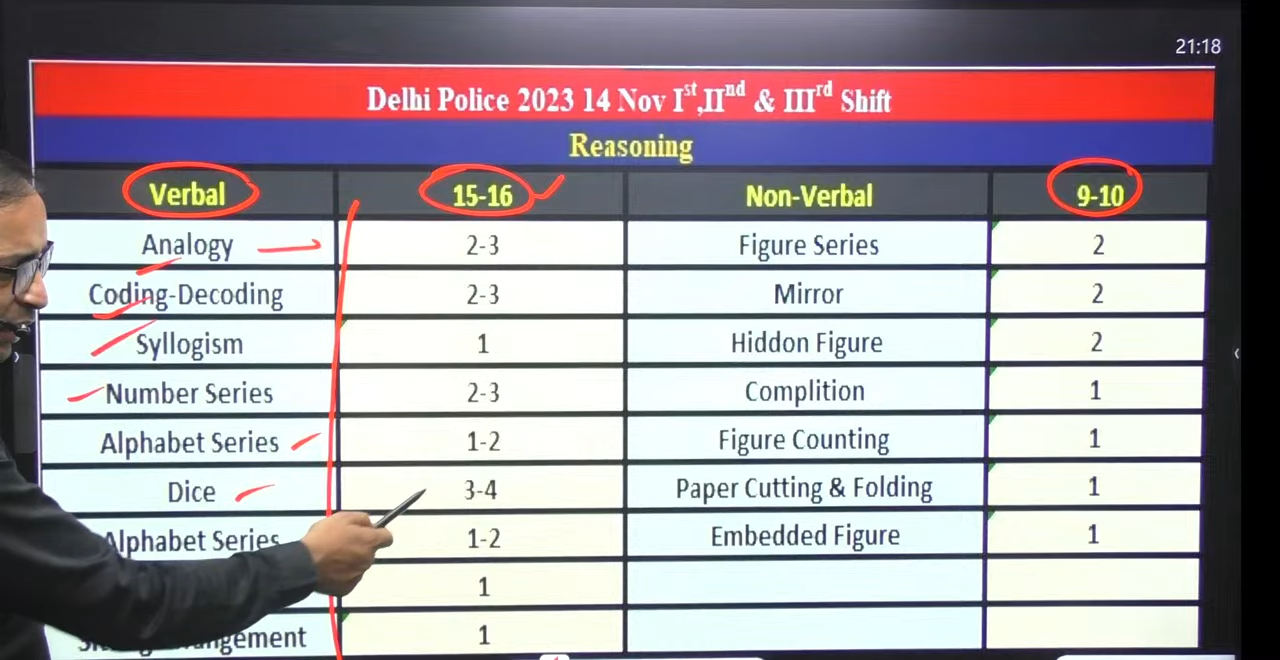 21:18
Delhi Police 2023 14 Nov Ist,IInd & IIIrd Shift
Reasoning
Verbal 15-16 Non-Verbal 9-10
Analogy 2-3 Figure Series 2
Coding-Decoding 2-3 Mirror 2
Syllogism 1 Hiddon Figure 2
Number Series 2-3 Complition 1
Alphabet Series 1-2 Figure Counting 1
Dice 3-4 Paper Cutting & Folding 1
Alphabet Series 1-2 Embedded Figure 1
1
1